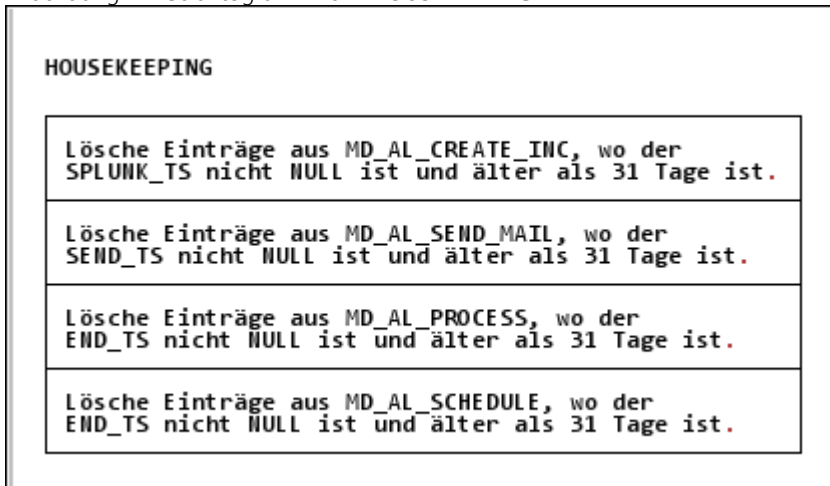 HOUSEKEEPING
Lösche Einträge aus MD_AL_CREATE_INC, wo der
SPLUNK_TS nicht NULL ist und älter als 31 Tage ist.
Lösche Einträge aus MD_AL_SEND_MAIL, wo der
SEND_TS nicht NULL ist und älter als 31 Tage ist.
Lösche Einträge aus MD_AL_PROCESS, wo der
END_TS nicht NULL ist und älter als 31 Tage ist.
Lösche Einträge aus MD_AL_SCHEDULE, wo der
END_TS nicht NULL ist und älter als 31 Tage ist.